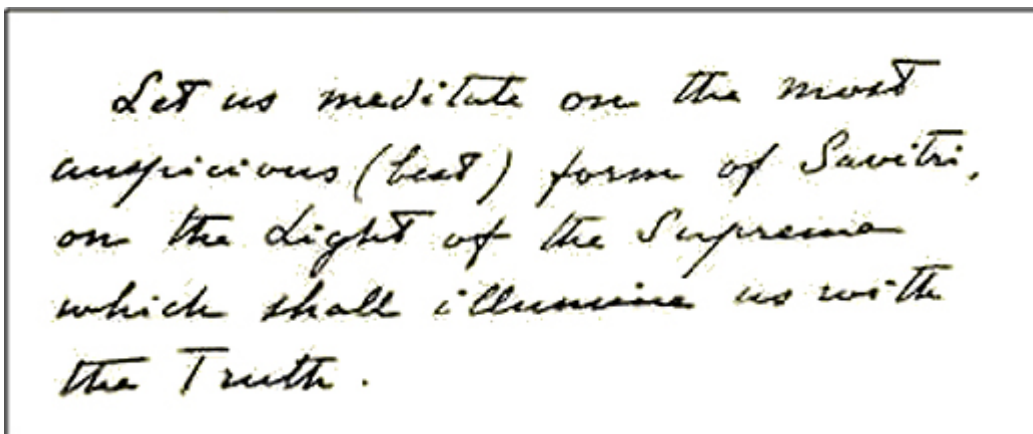 Let us meditate on the most
auspicious (best) form of Savitri,
on the Light of the Supreme
which shall illumine us with
the Truth.